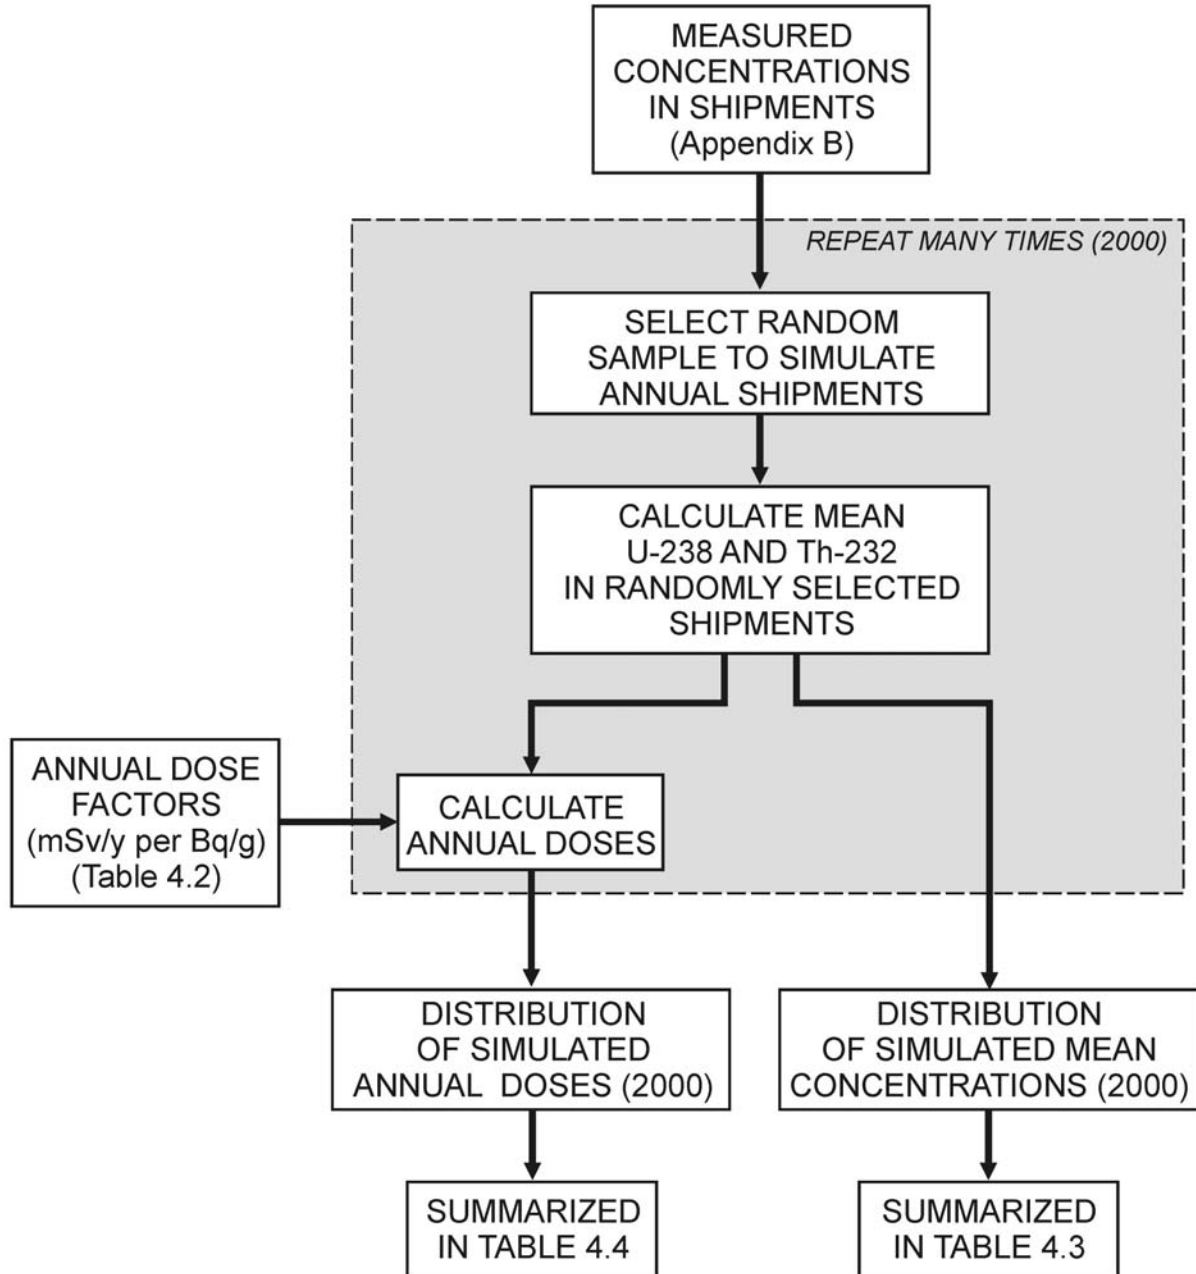 MEASURED
CONCENTRATIONS
IN SHIPMENTS
(Appendix B)
REPEAT MANY TIMES (2000)
SELECT RANDOM
SAMPLE TO SIMULATE
ANNUAL SHIPMENTS
CALCULATE MEAN
U-238 AND Th-232
IN RANDOMLY SELECTED
SHIPMENTS
ANNUAL DOSE
FACTORS
(mSv/y per Bq/g)
(Table 4.2)
CALCULATE
ANNUAL DOSES
DISTRIBUTION
OF SIMULATED
ANNUAL DOSES (2000)
DISTRIBUTION
OF SIMULATED MEAN
CONCENTRATIONS (2000)
SUMMARIZED
IN TABLE 4.4
SUMMARIZED
IN TABLE 4.3